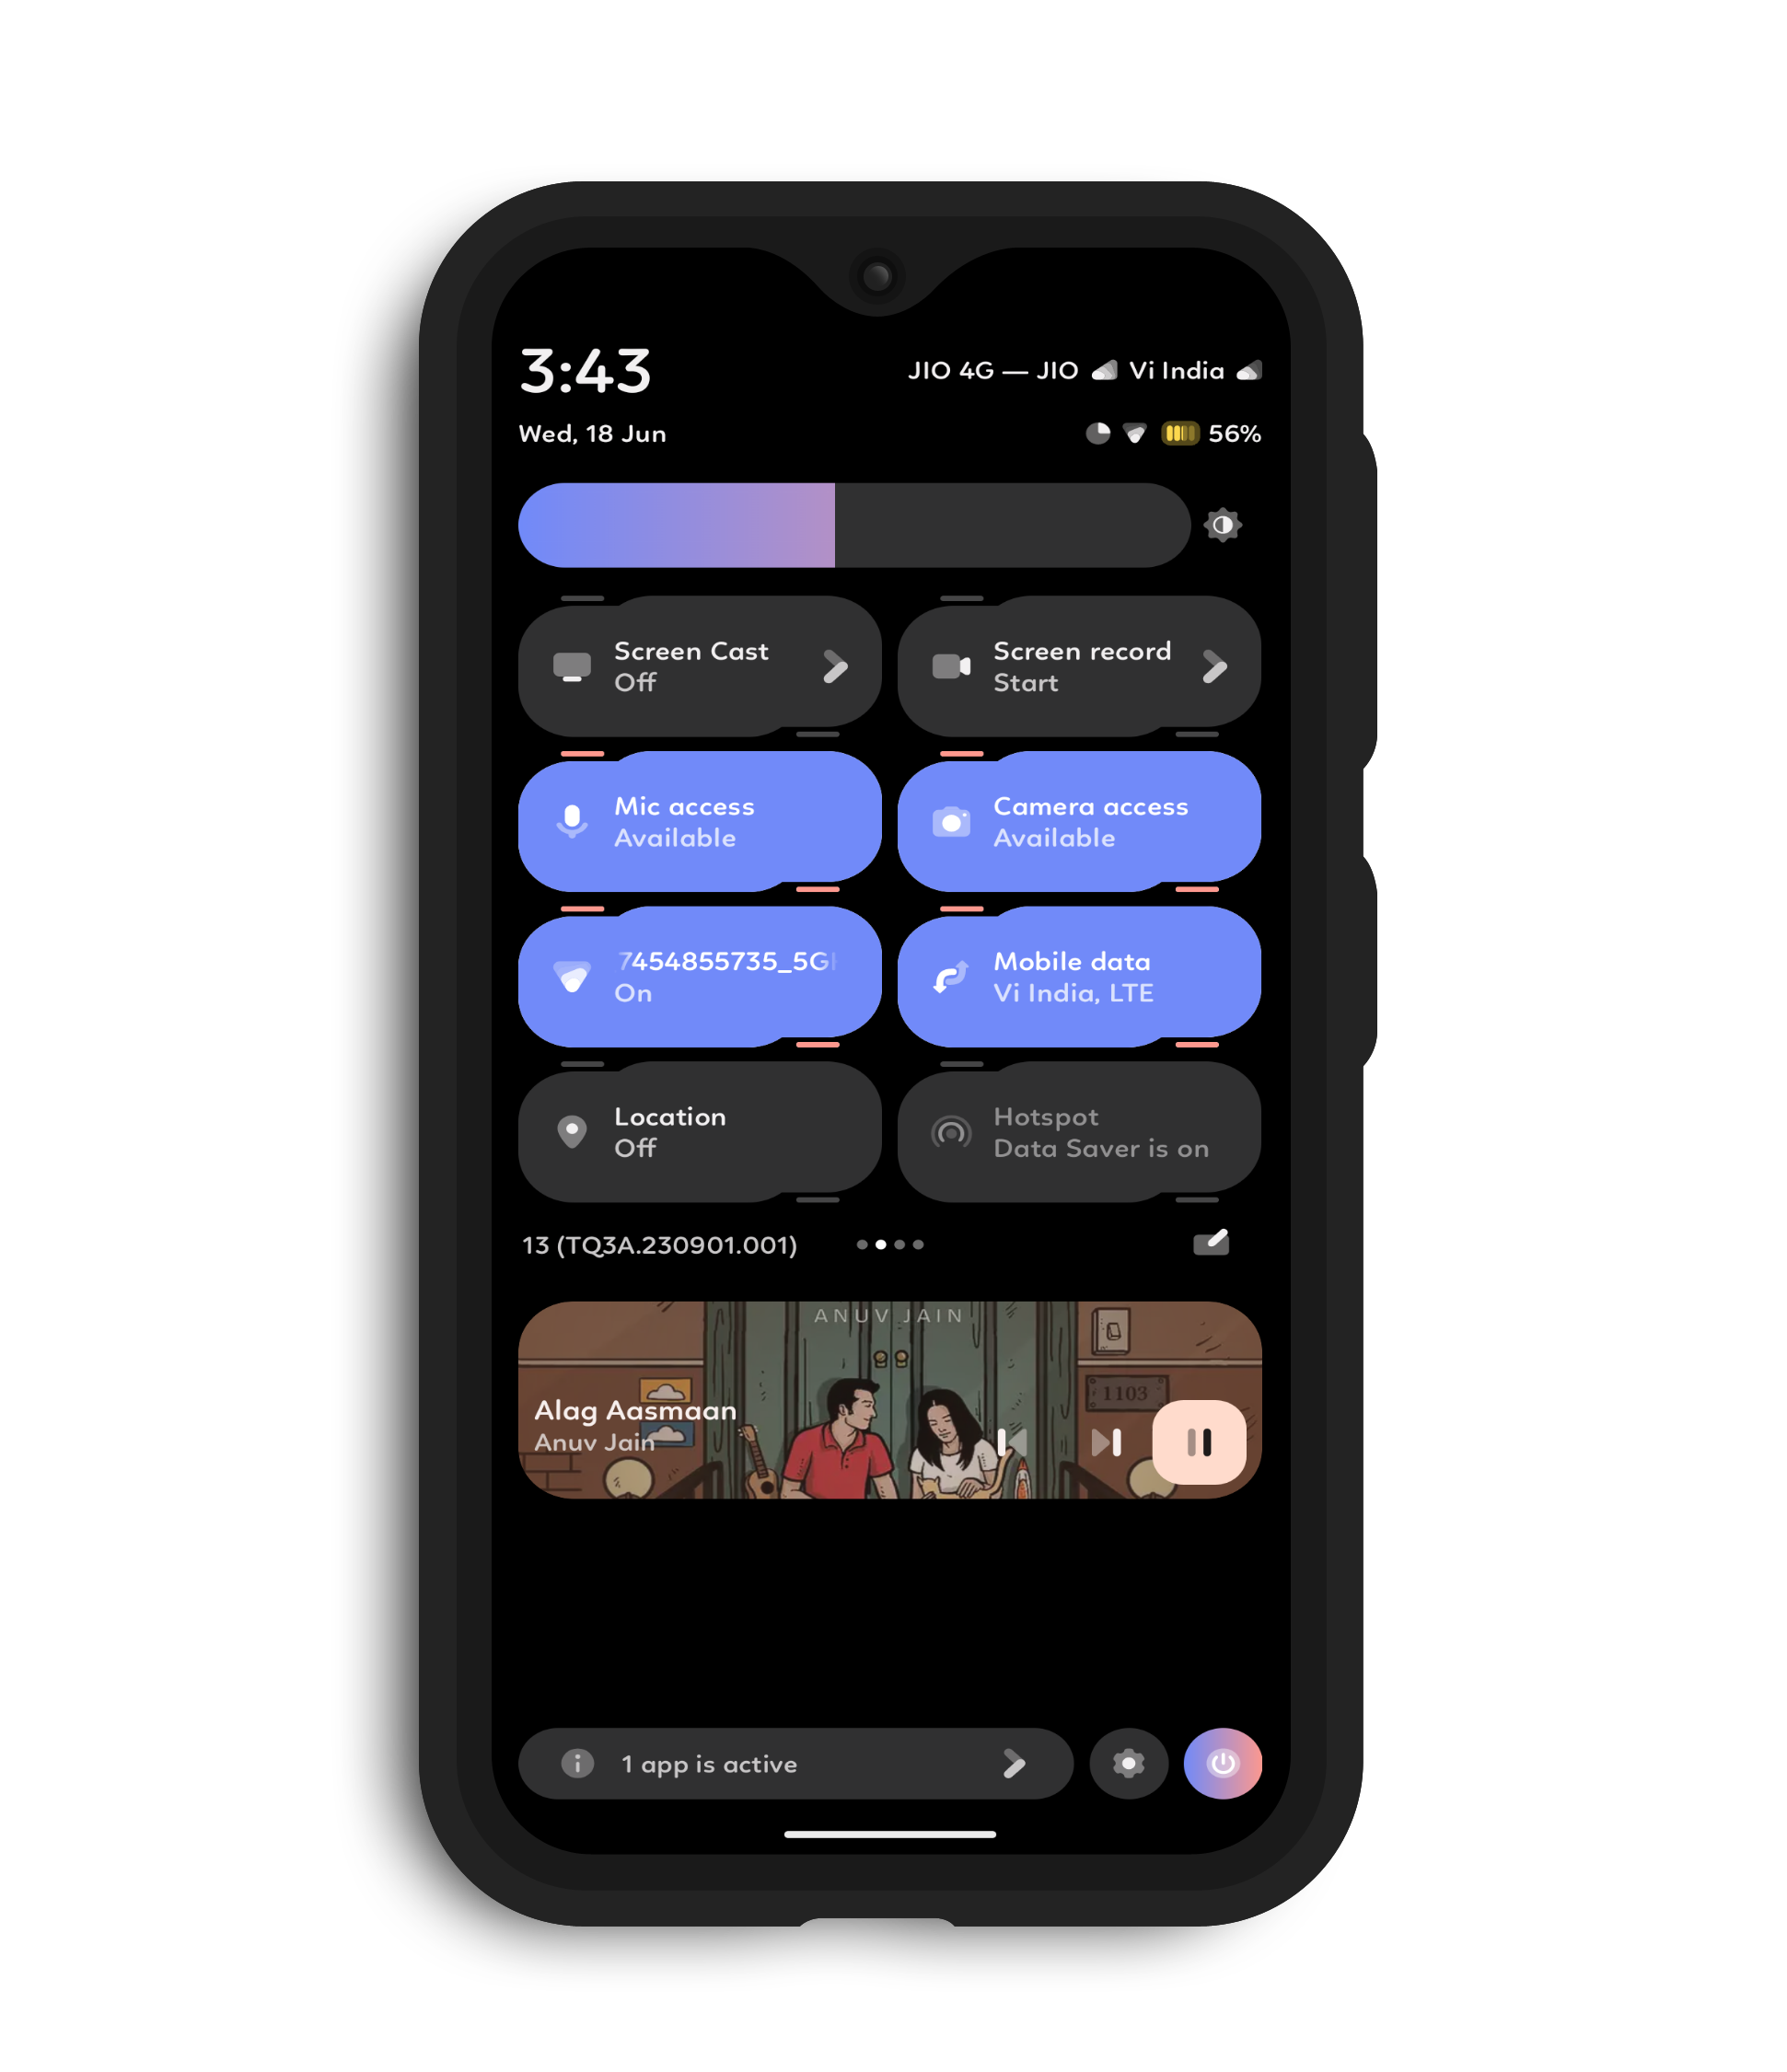 3:43
JIO 4G — JIO Vi India
Wed, 18 Jun
56%
Screen Cast
Off
Screen record
Start
Mic access
Available
Camera access
Available
7454855735_5G
On
Mobile data
Vi India, LTE
Location
Off
Hotspot
Data Saver is on
13 (TQ3A.230901.001)
ANUV JAIN
1103
Alag Aasmaan
Anuv Jain
1 app is active